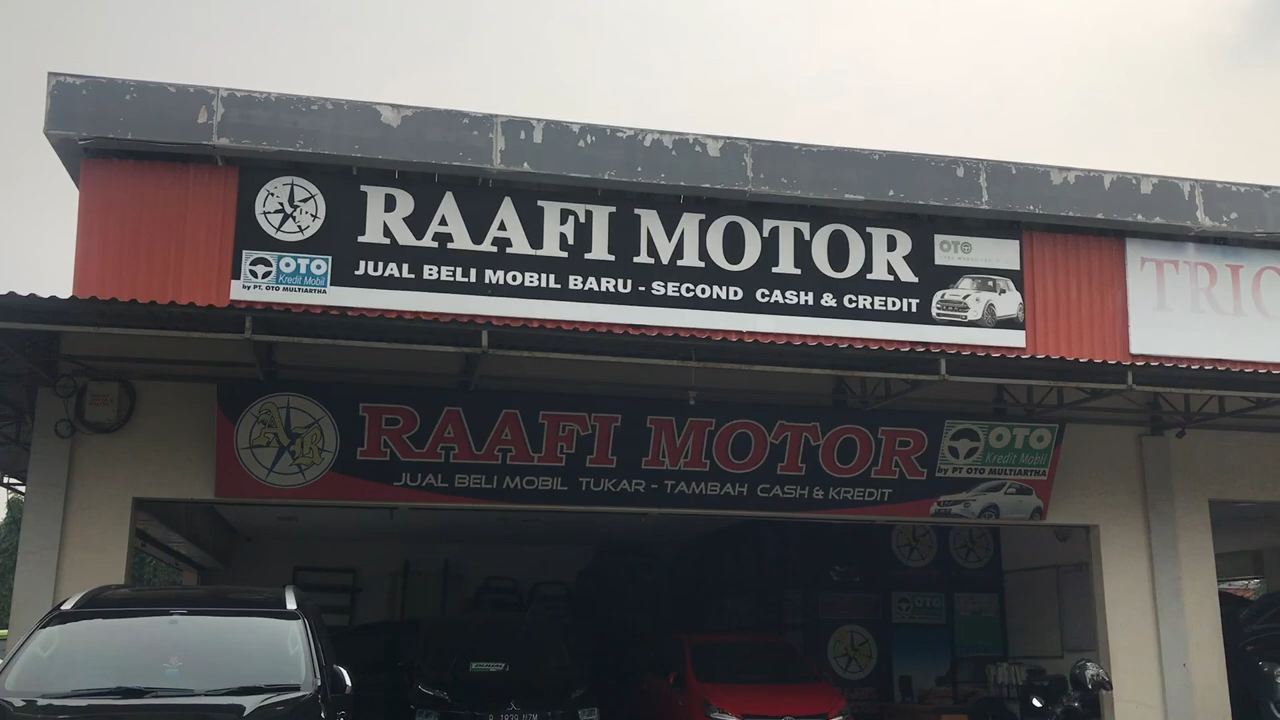 RAAFI MOTOR
JUAL BELI MOBIL BARU - SECOND CASH & CREDIT
OTO
Kredit Mobil
by PT. OTO MULTIARTHA
OTO
TRIO
RAAFI MOTOR
JUAL BELI MOBIL TUKAR - TAMBAH CASH & KREDIT
AR
OTO
Kredit Mobil
by PT OTO MULTIARTHA
OTO